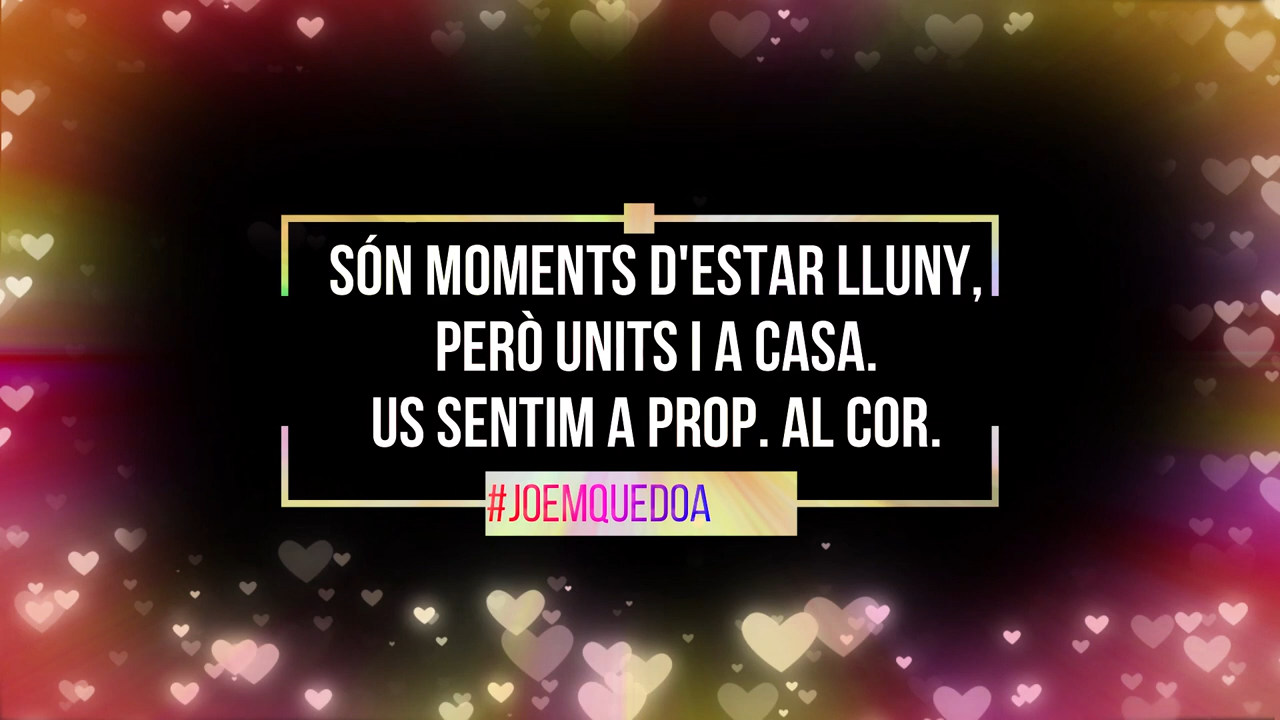 SÓN MOMENTS D'ESTAR LLUNY,
PERÒ UNITS I A CASA.
US SENTIM A PROP. AL COR.
#JOEMQUEDOA